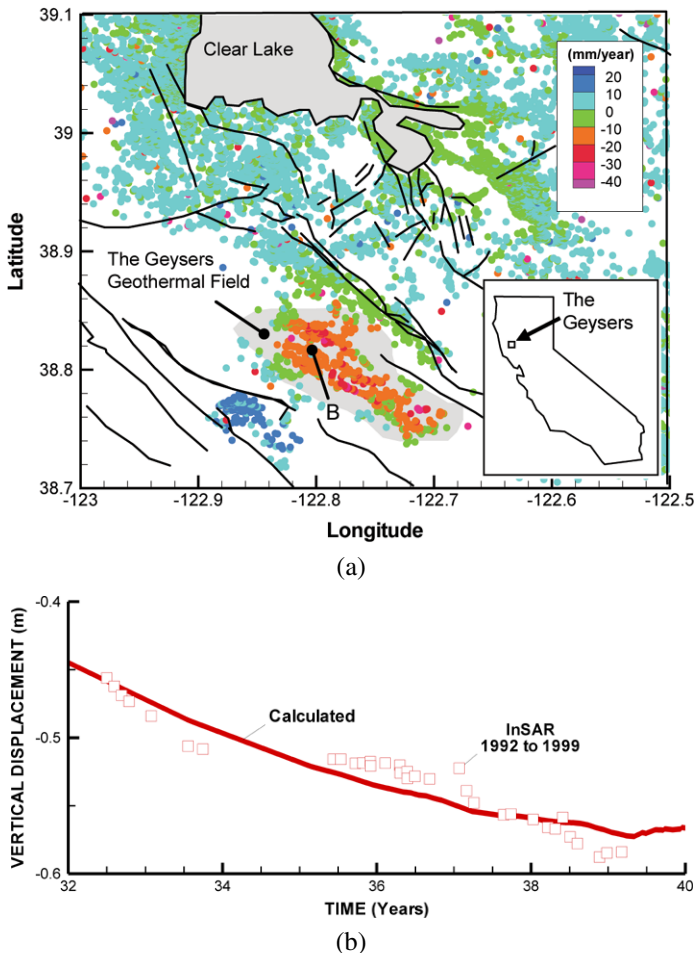 39.1
39
38.9
38.8
38.7
Latitude
Clear Lake
(mm/year)
20
10
0
-10
-20
-30
-40
The Geysers
Geothermal Field
B
The
Geysers
-123
-122.9
-122.8
-122.7
-122.6
-122.5
Longitude
(a)
-0.4
-0.5
-0.6
VERTICAL DISPLACEMENT (m)
Calculated
InSAR
1992 to 1999
32
34
36
38
40
TIME (Years)
(b)